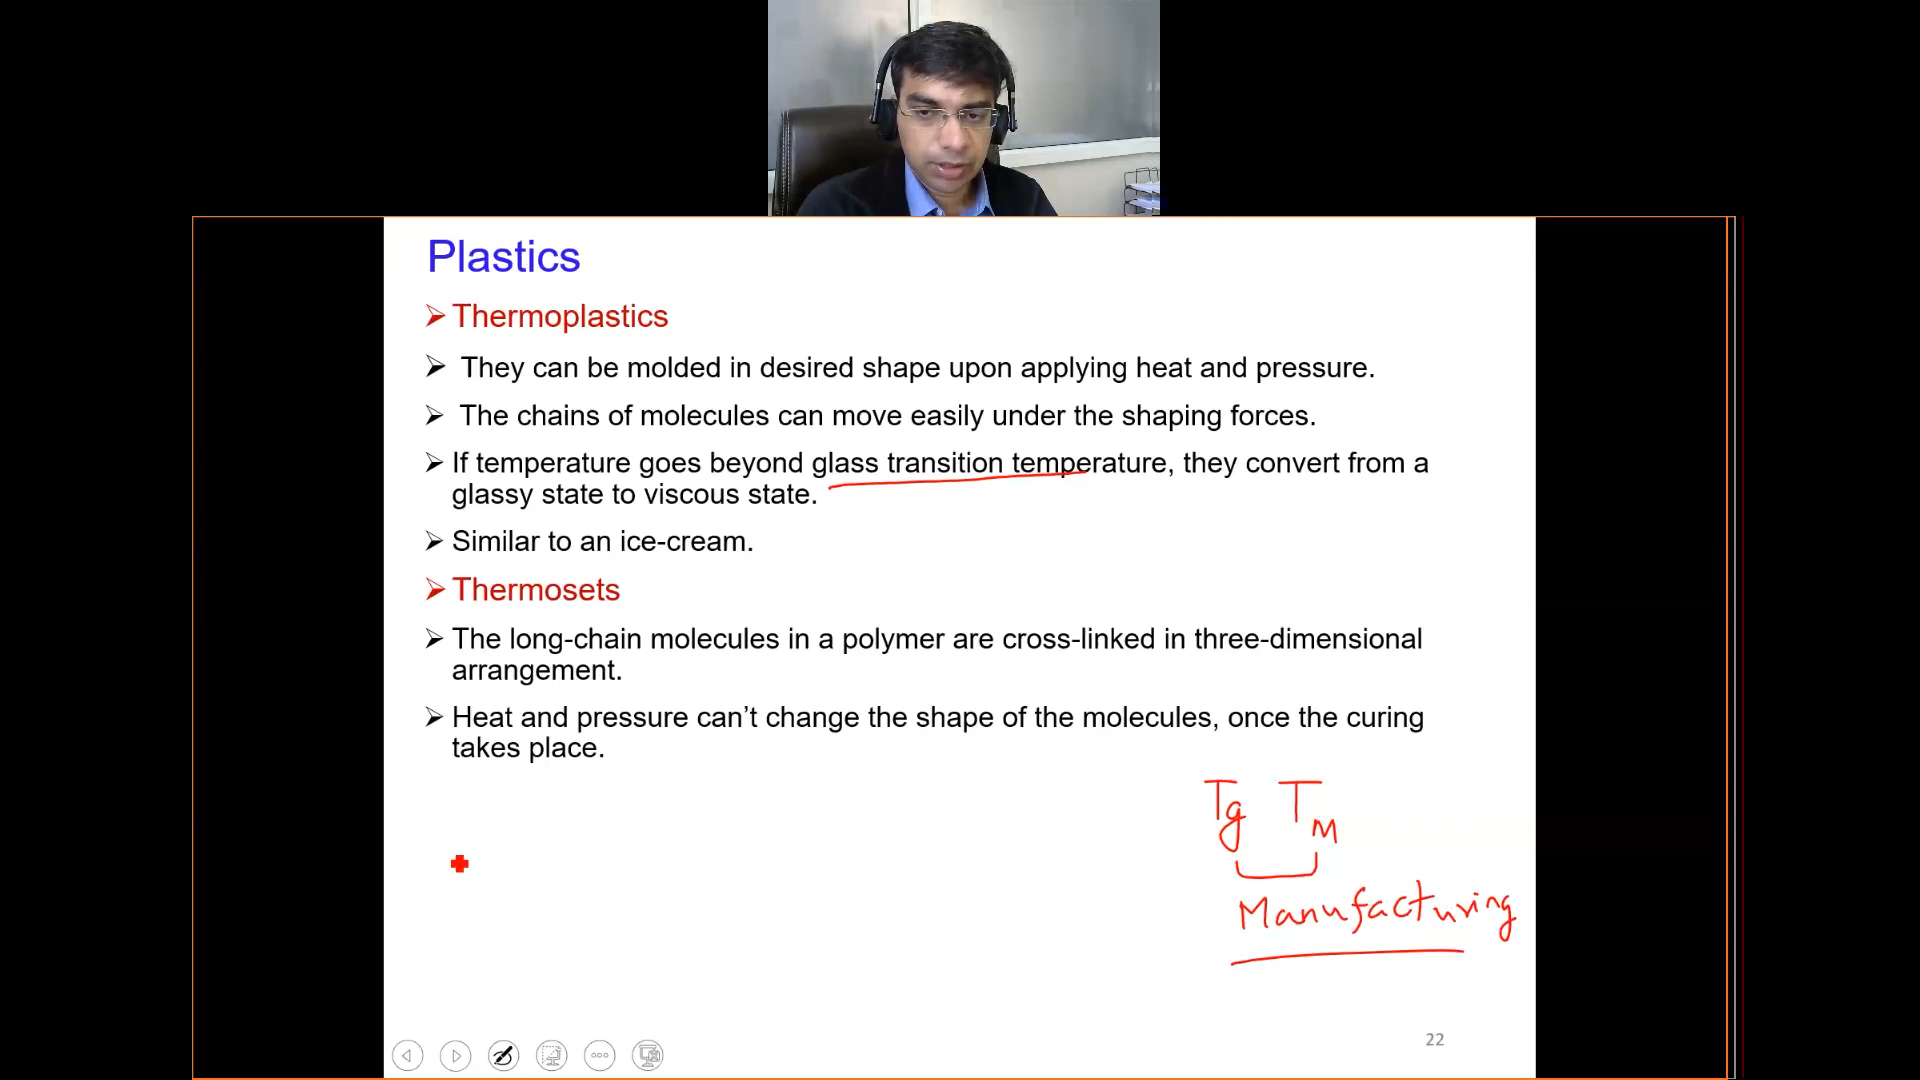 Plastics
➢ Thermoplastics
➢ They can be molded in desired shape upon applying heat and pressure.
➢ The chains of molecules can move easily under the shaping forces.
➢ If temperature goes beyond glass transition temperature, they convert from a
glassy state to viscous state.
➢ Similar to an ice-cream.
➢ Thermosets
➢ The long-chain molecules in a polymer are cross-linked in three-dimensional
arrangement.
➢ Heat and pressure can’t change the shape of the molecules, once the curing
takes place.
Tg TM
Manufacturing
22